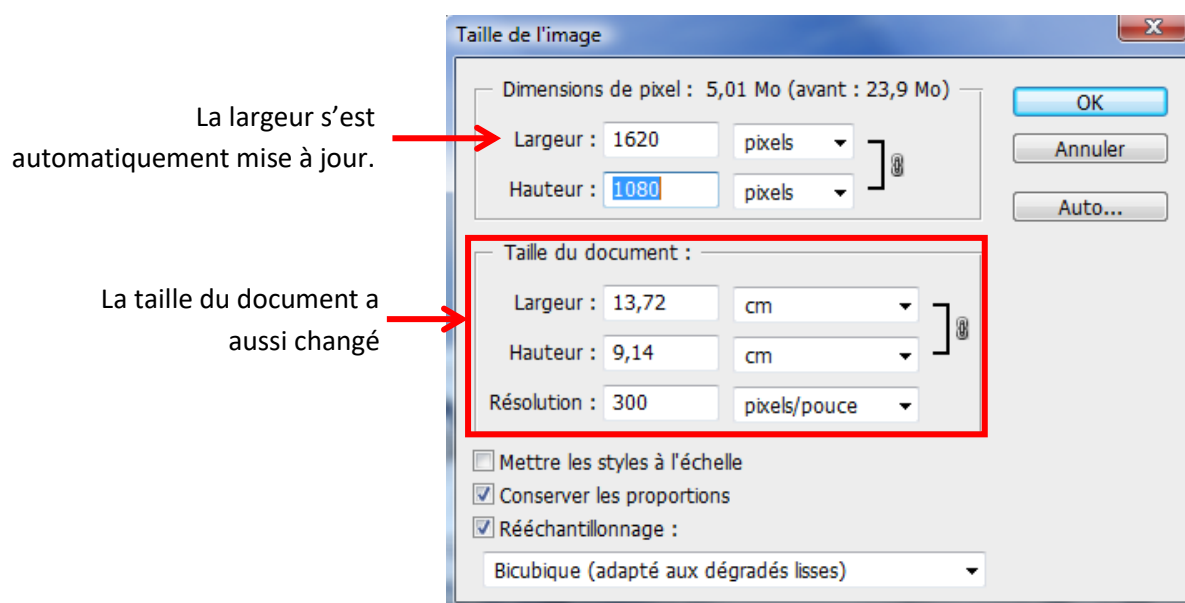 Taille de l'image
Dimensions de pixel : 5,01 Mo (avant : 23,9 Mo)
La largeur s’est
automatiquement mise à jour.
Largeur : 1620 pixels
Hauteur : 1080 pixels
OK
Annuler
Auto...
Taille du document :
La taille du document a
aussi changé
Largeur : 13,72 cm
Hauteur : 9,14 cm
Résolution : 300 pixels/pouce
Mettre les styles à l'échelle
Conserver les proportions
Rééchantillonnage :
Bicubique (adapté aux dégradés lisses)